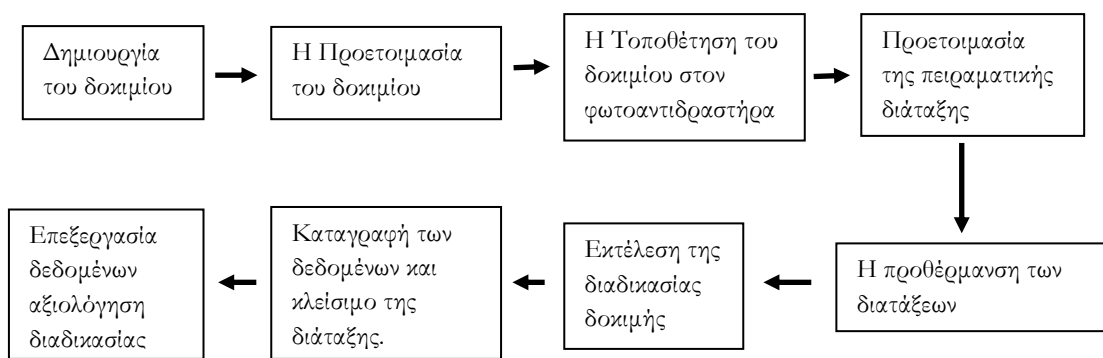 Δημιουργία
του δοκιμίου
Η Προετοιμασία
του δοκιμίου
Η Τοποθέτηση του
δοκιμίου στον
φωτοαντιδραστήρα
Προετοιμασία
της πειραματικής
διάταξης
Η προθέρμανση των
διατάξεων
Εκτέλεση της
διαδικασίας
δοκιμής
Καταγραφή των
δεδομένων και
κλείσιμο της
διάταξης.
Επεξεργασία
δεδομένων
αξιολόγηση
διαδικασίας